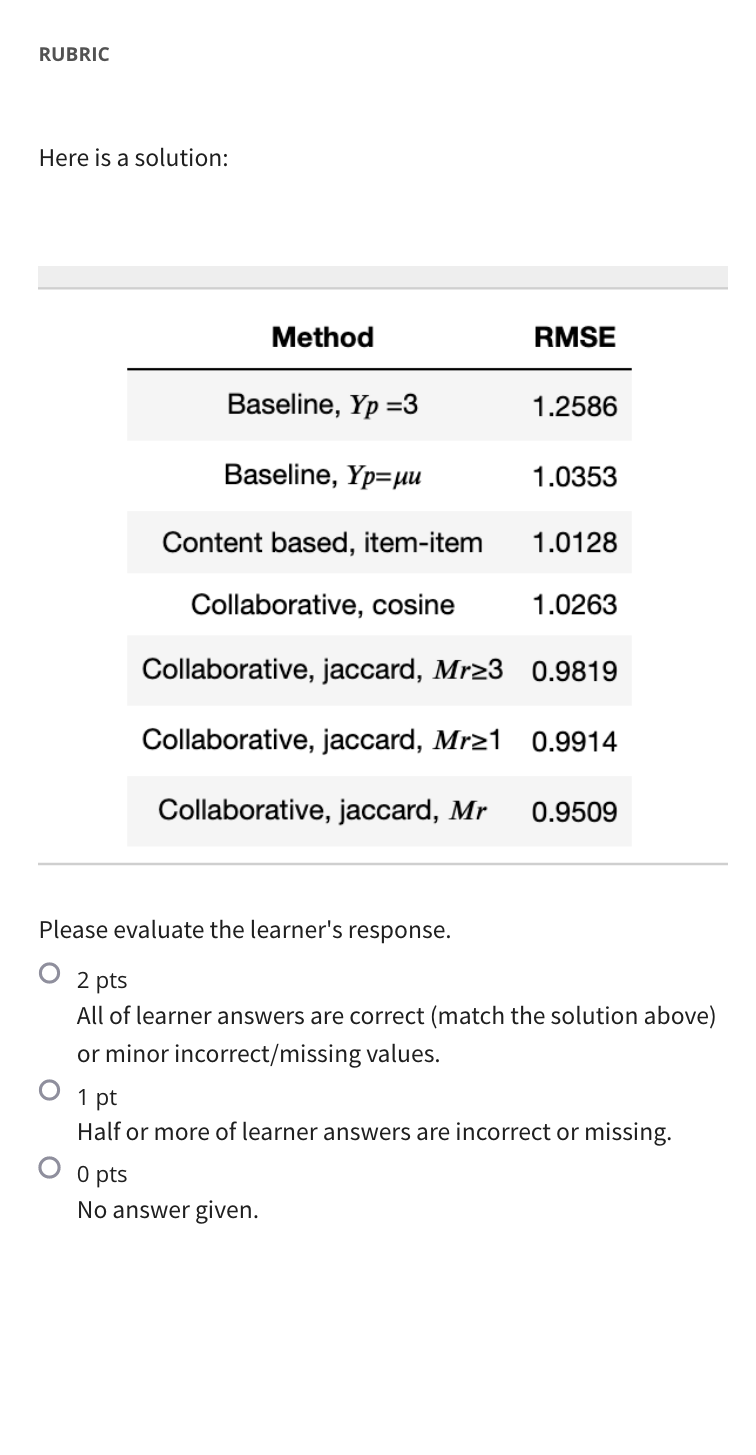 RUBRIC
Here is a solution:
Method RMSE
Baseline, Yp =3 1.2586
Baseline, Yp=μu 1.0353
Content based, item-item 1.0128
Collaborative, cosine 1.0263
Collaborative, jaccard, Mr≥3 0.9819
Collaborative, jaccard, Mr≥1 0.9914
Collaborative, jaccard, Mr 0.9509
Please evaluate the learner's response.
2 pts
All of learner answers are correct (match the solution above)
or minor incorrect/missing values.
1 pt
Half or more of learner answers are incorrect or missing.
0 pts
No answer given.